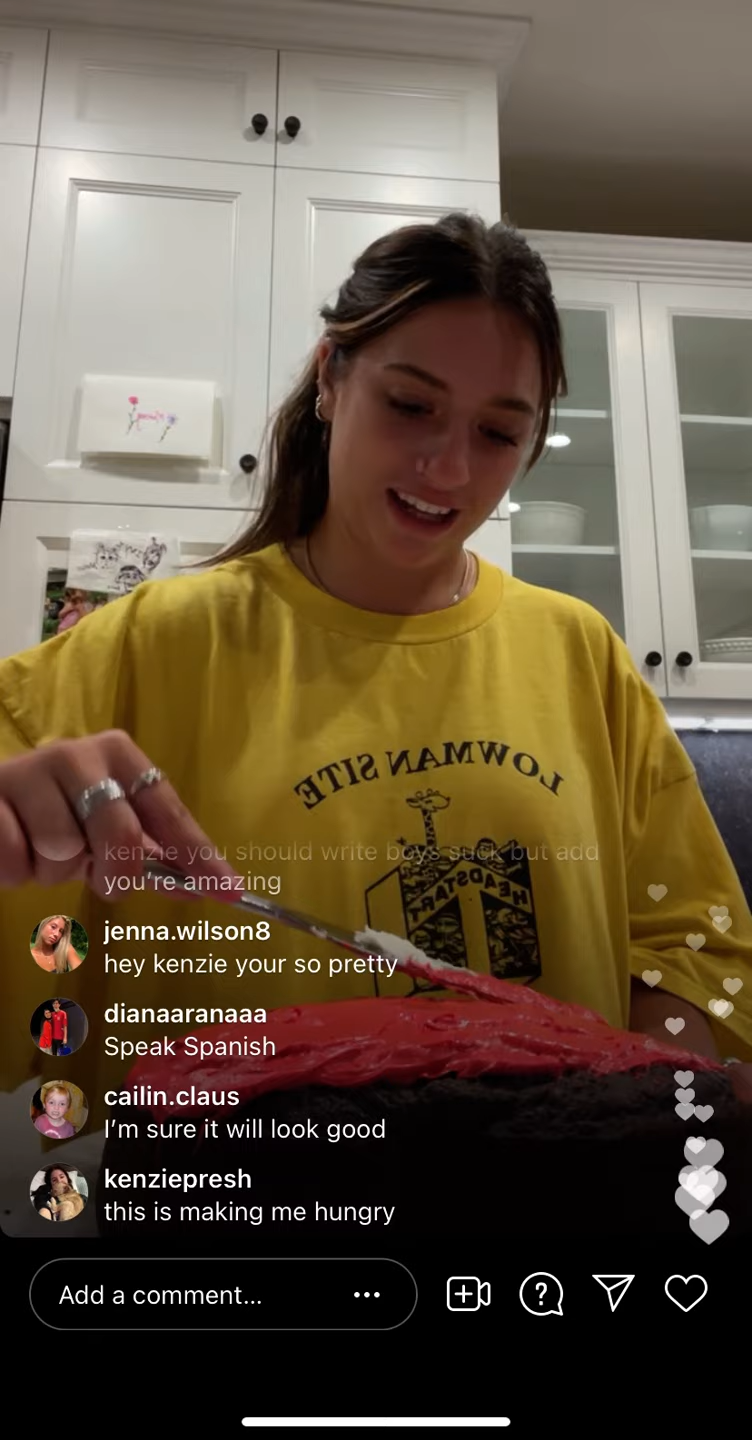 LOWMAN SITE
HEADSTART
kenzie you should write boys suck but add
you're amazing
jenna.wilson8
hey kenzie your so pretty
dianaaranaaa
Speak Spanish
cailin.claus
I’m sure it will look good
kenziepresh
this is making me hungry
Add a comment...